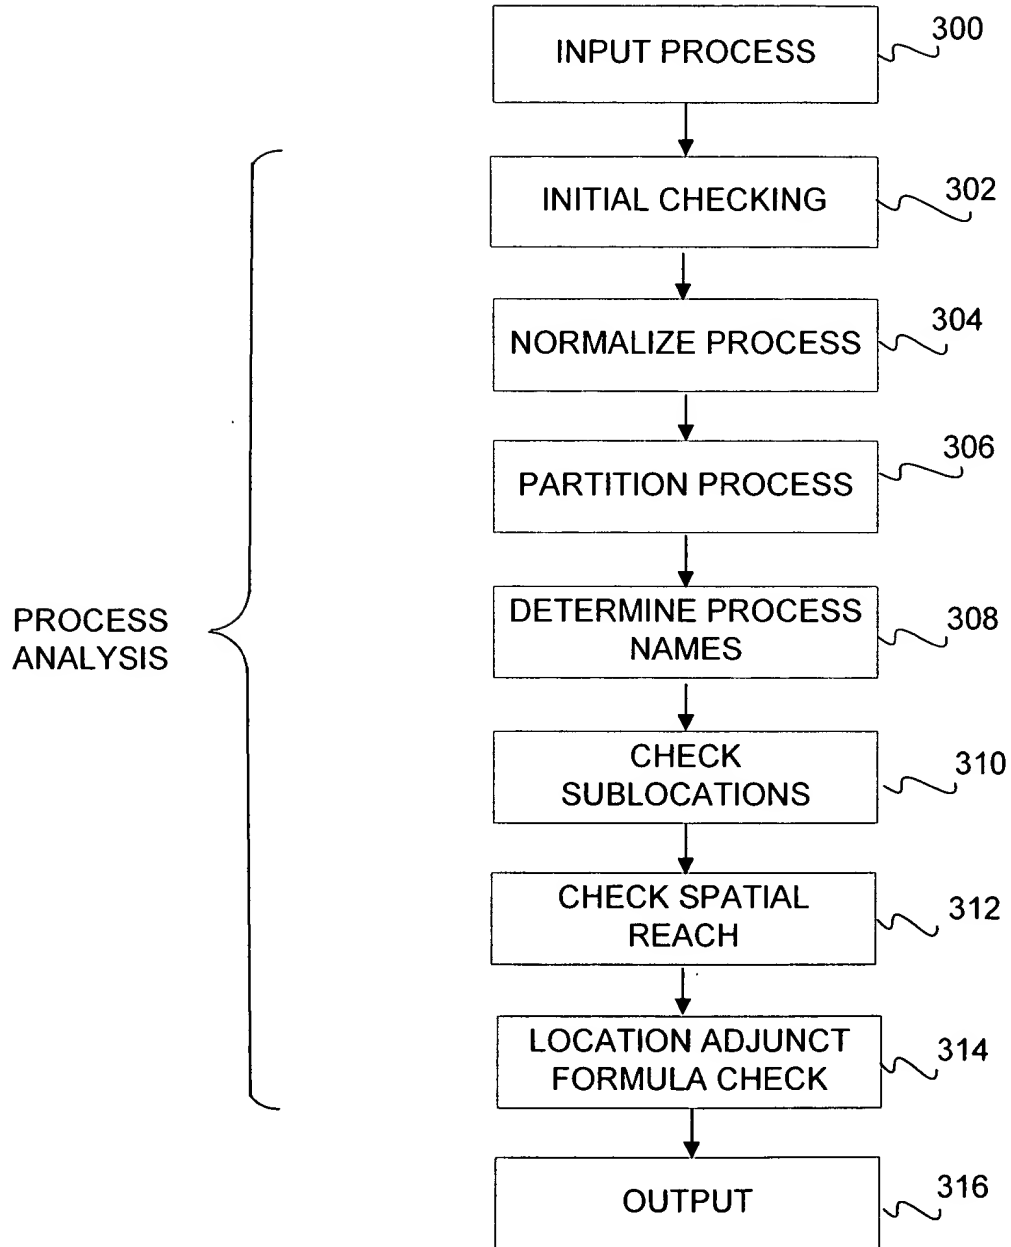 INPUT PROCESS
300
INITIAL CHECKING
302
NORMALIZE PROCESS
304
PARTITION PROCESS
306
DETERMINE PROCESS
NAMES
308
PROCESS
ANALYSIS
CHECK
SUBLOCATIONS
310
CHECK SPATIAL
REACH
312
LOCATION ADJUNCT
FORMULA CHECK
314
OUTPUT
316